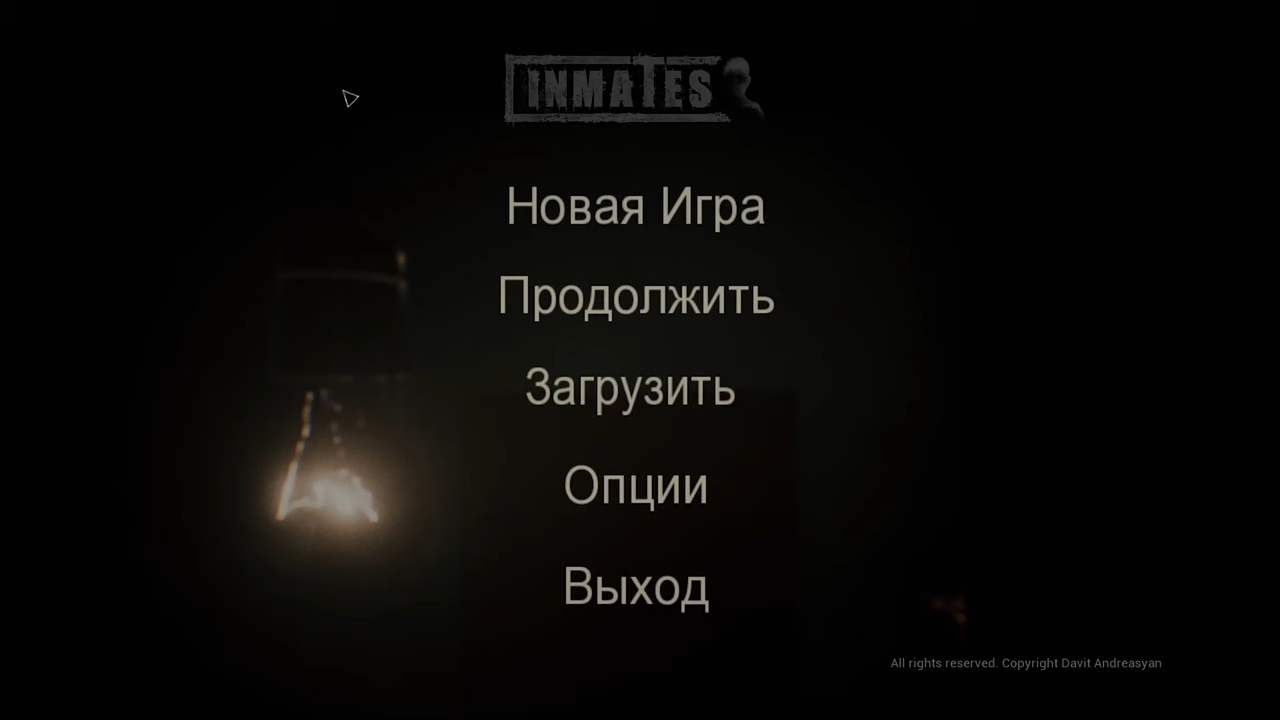 INMATES
Новая Игра
Продолжить
Загрузить
Опции
Выход
All rights reserved. Copyright Davit Andreasyan